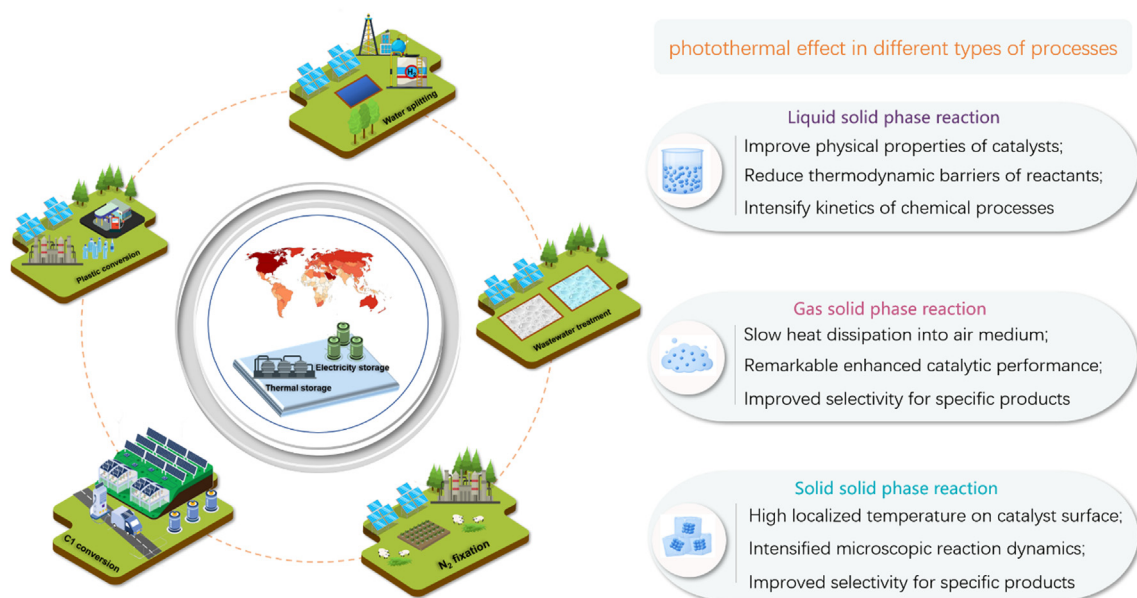 Water splitting
Plastic conversion
Wastewater treatment
Electricity storage
Thermal storage
C1 conversion
N₂ fixation
H₂
photothermal effect in different types of processes
Liquid solid phase reaction
Improve physical properties of catalysts;
Reduce thermodynamic barriers of reactants;
Intensify kinetics of chemical processes
Gas solid phase reaction
Slow heat dissipation into air medium;
Remarkable enhanced catalytic performance;
Improved selectivity for specific products
Solid solid phase reaction
High localized temperature on catalyst surface;
Intensified microscopic reaction dynamics;
Improved selectivity for specific products